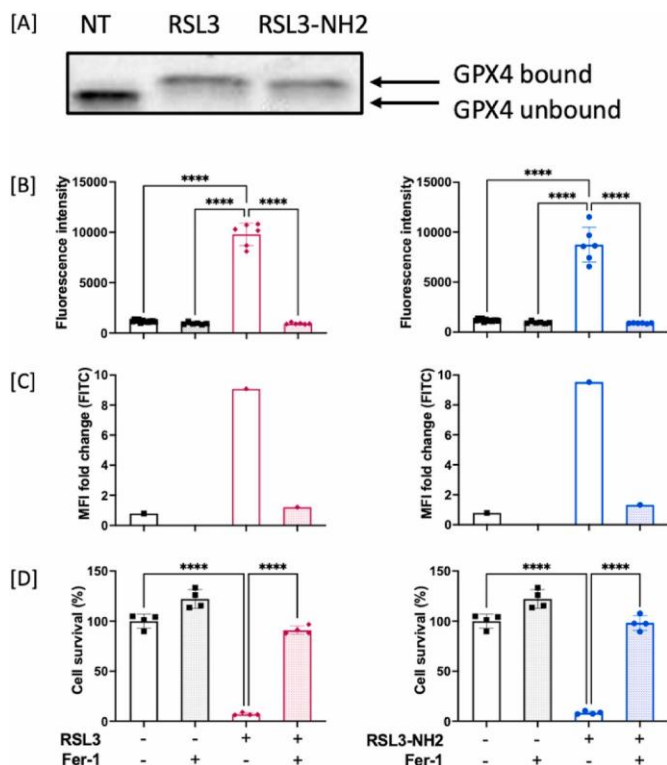 [A] NT RSL3 RSL3-NH2
GPX4 bound
GPX4 unbound
[B]
Fluorescence intensity
15000
10000
5000
0
****
**** ****
Fluorescence intensity
15000
10000
5000
0
****
**** ****
[C]
MFI fold change (FITC)
10
8
6
4
2
0
MFI fold change (FITC)
10
8
6
4
2
0
[D]
Cell survival (%)
150
100
50
0
**** ****
Cell survival (%)
150
100
50
0
**** ****
RSL3 - - + +
Fer-1 - + - +
RSL3-NH2 - - + +
Fer-1 - + - +